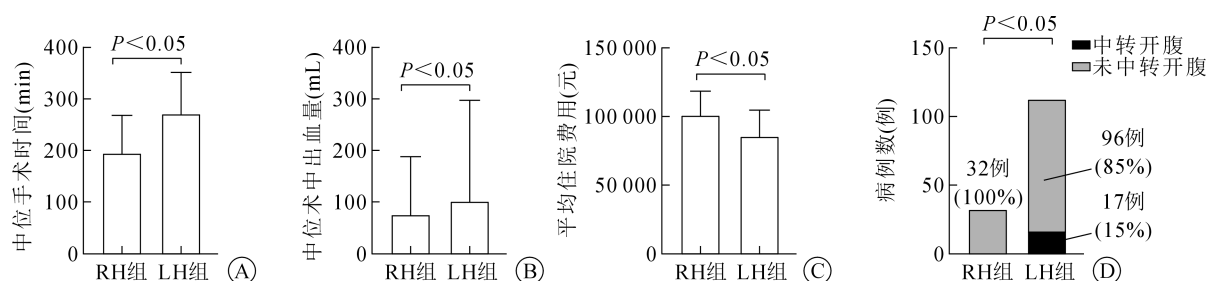 中位手术时间(min)
400
300
200
100
0
P<0.05
RH组 LH组
A
中位术中出血量(mL)
400
300
200
100
0
P<0.05
RH组 LH组
B
平均住院费用(元)
150 000
100 000
50 000
0
P<0.05
RH组 LH组
C
病例数(例)
150
100
50
0
P<0.05
中转开腹
未中转开腹
32例
(100%)
96例
(85%)
17例
(15%)
RH组 LH组
D